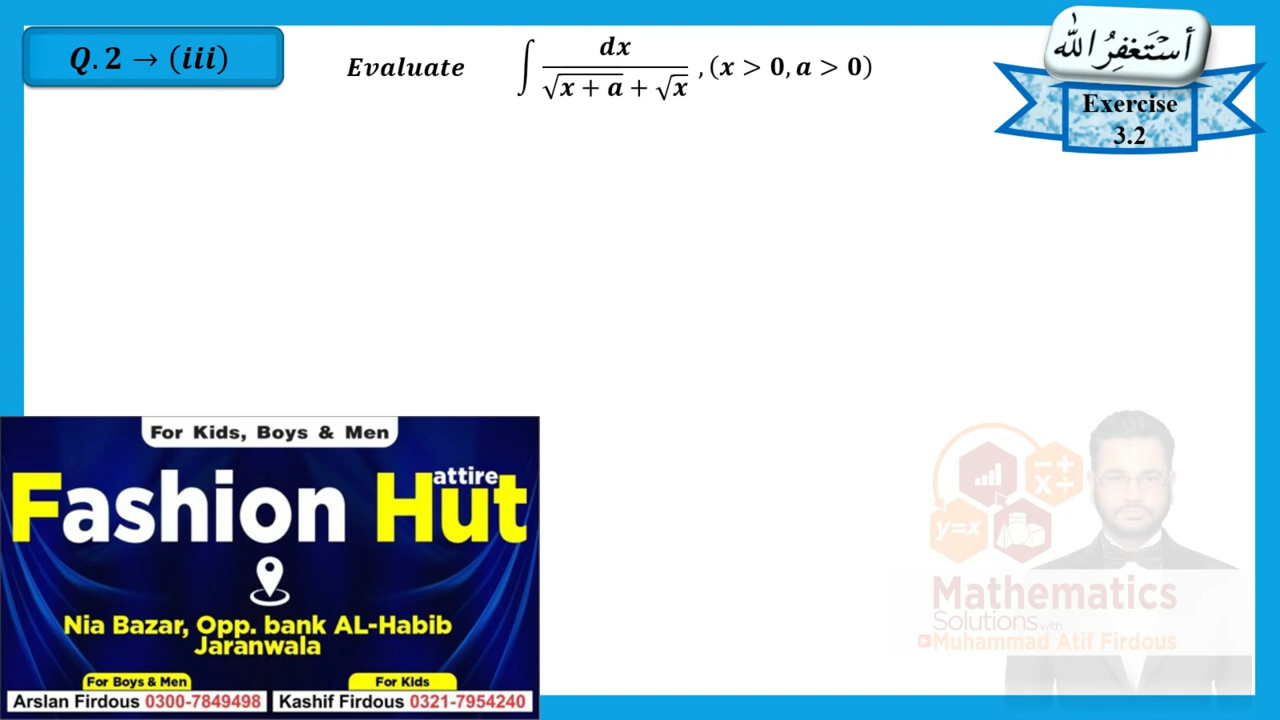 Q. 2 → (iii)
Evaluate ∫ dx / (√(x + a) + √x) , (x > 0, a > 0)
أستغفر الله
Exercise
3.2
For Kids, Boys & Men
Fashion Hut
attire
Nia Bazar, Opp. bank AL-Habib
Jaranwala
For Boys & Men
For Kids
Arslan Firdous 0300-7849498
Kashif Firdous 0321-7954240
y=x
Mathematics
Solutions with
Muhammad Atif Firdous